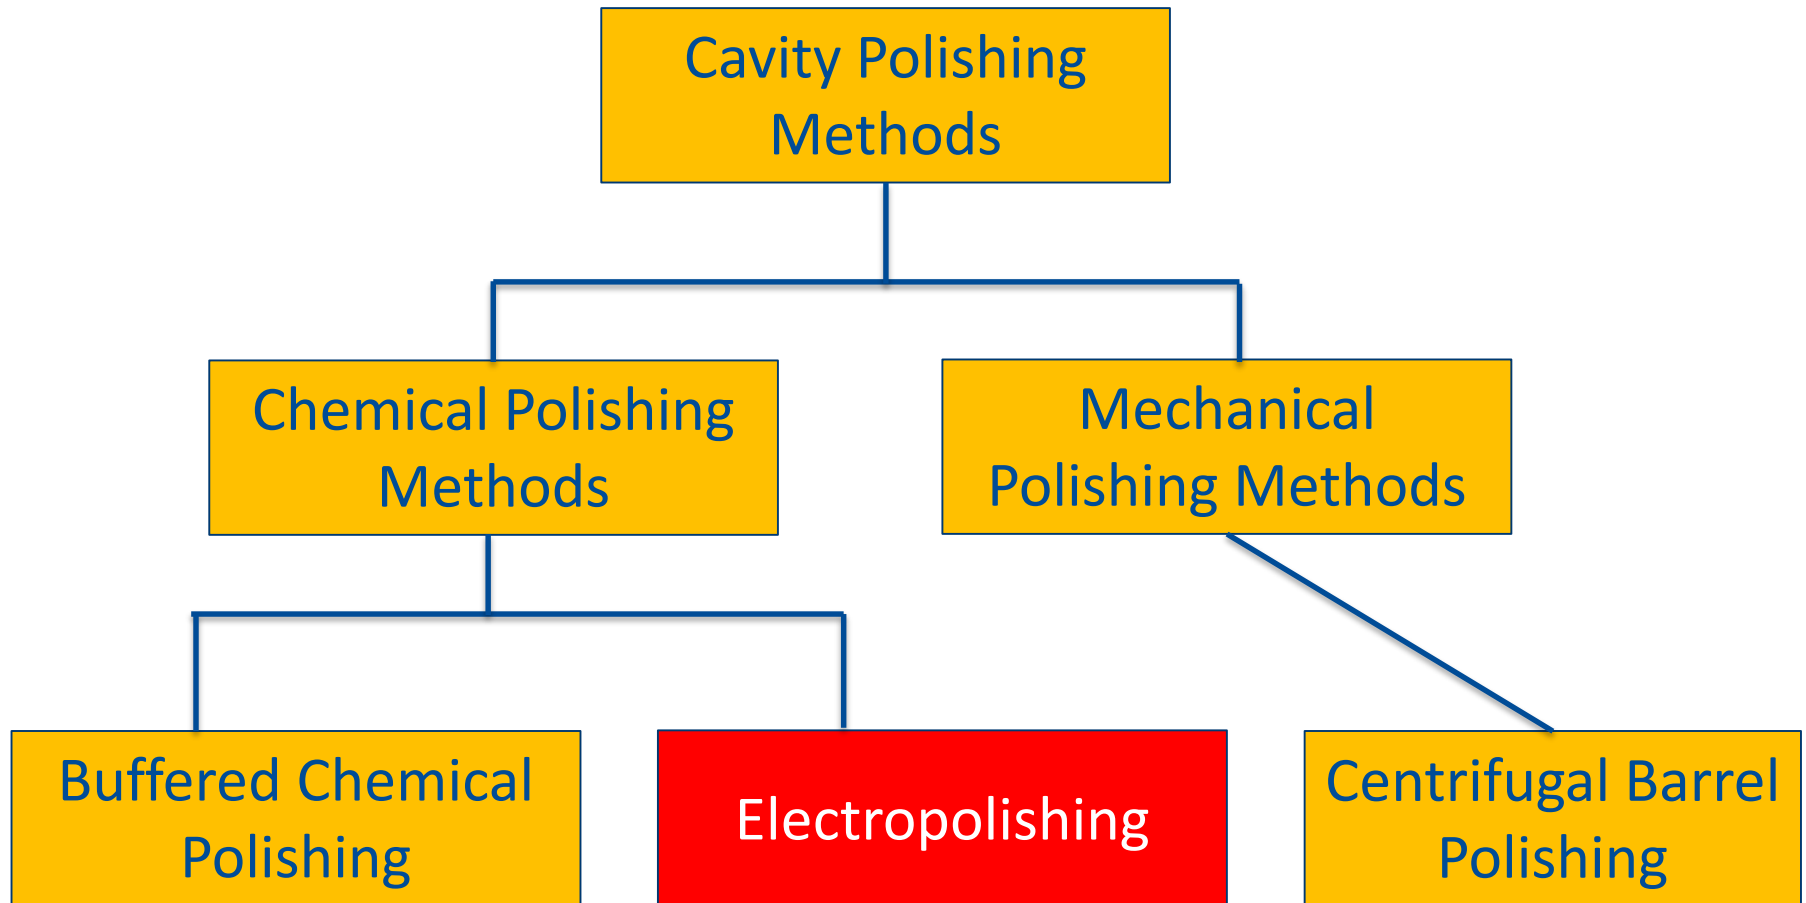 Cavity Polishing
Methods
Chemical Polishing
Methods
Mechanical
Polishing Methods
Buffered Chemical
Polishing
Electropolishing
Centrifugal Barrel
Polishing